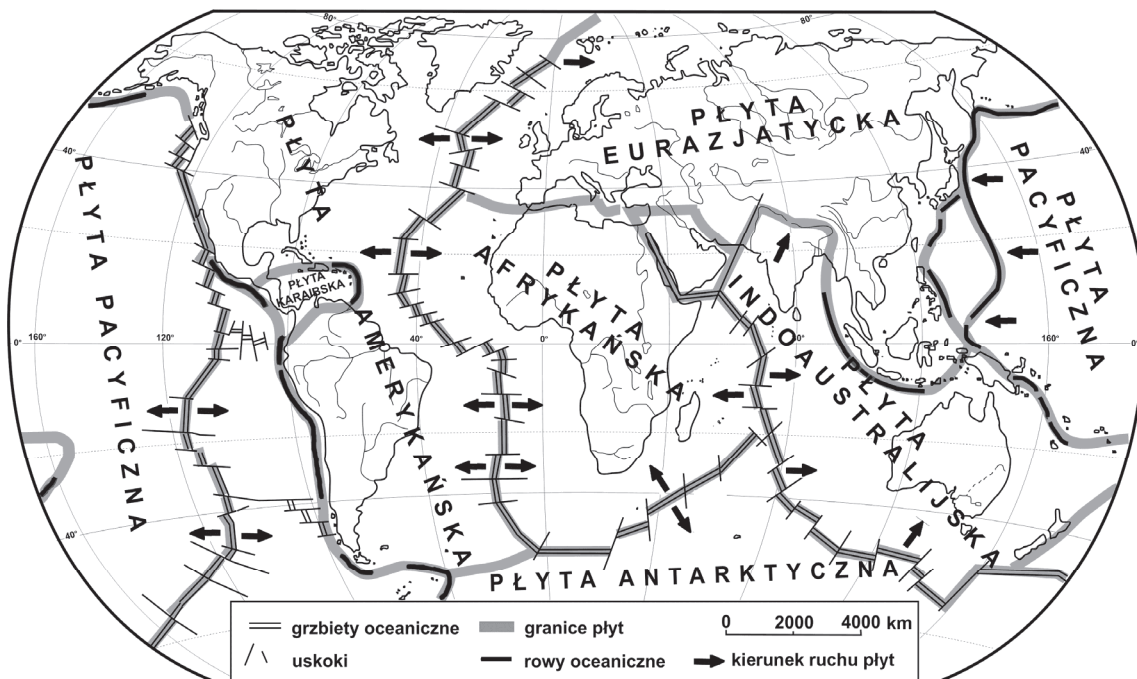 80°
80°
PŁYTA
EURAZJATYCKA
40°
40°
PŁYTA PACYFICZNA
PŁYTA
AMERYKAŃSKA
PŁYTA
KARAIBSKA
PŁYTA
AFRYKAŃSKA
PŁYTA
INDOAUSTRALIJSKA
PŁYTA
PACYFICZNA
0°
160°
120°
40°
0°
160°
0°
40°
PŁYTA ANTARKTYCZNA
grzbiety oceaniczne
granice płyt
0 2000 4000 km
uskoki
rowy oceaniczne
kierunek ruchu płyt